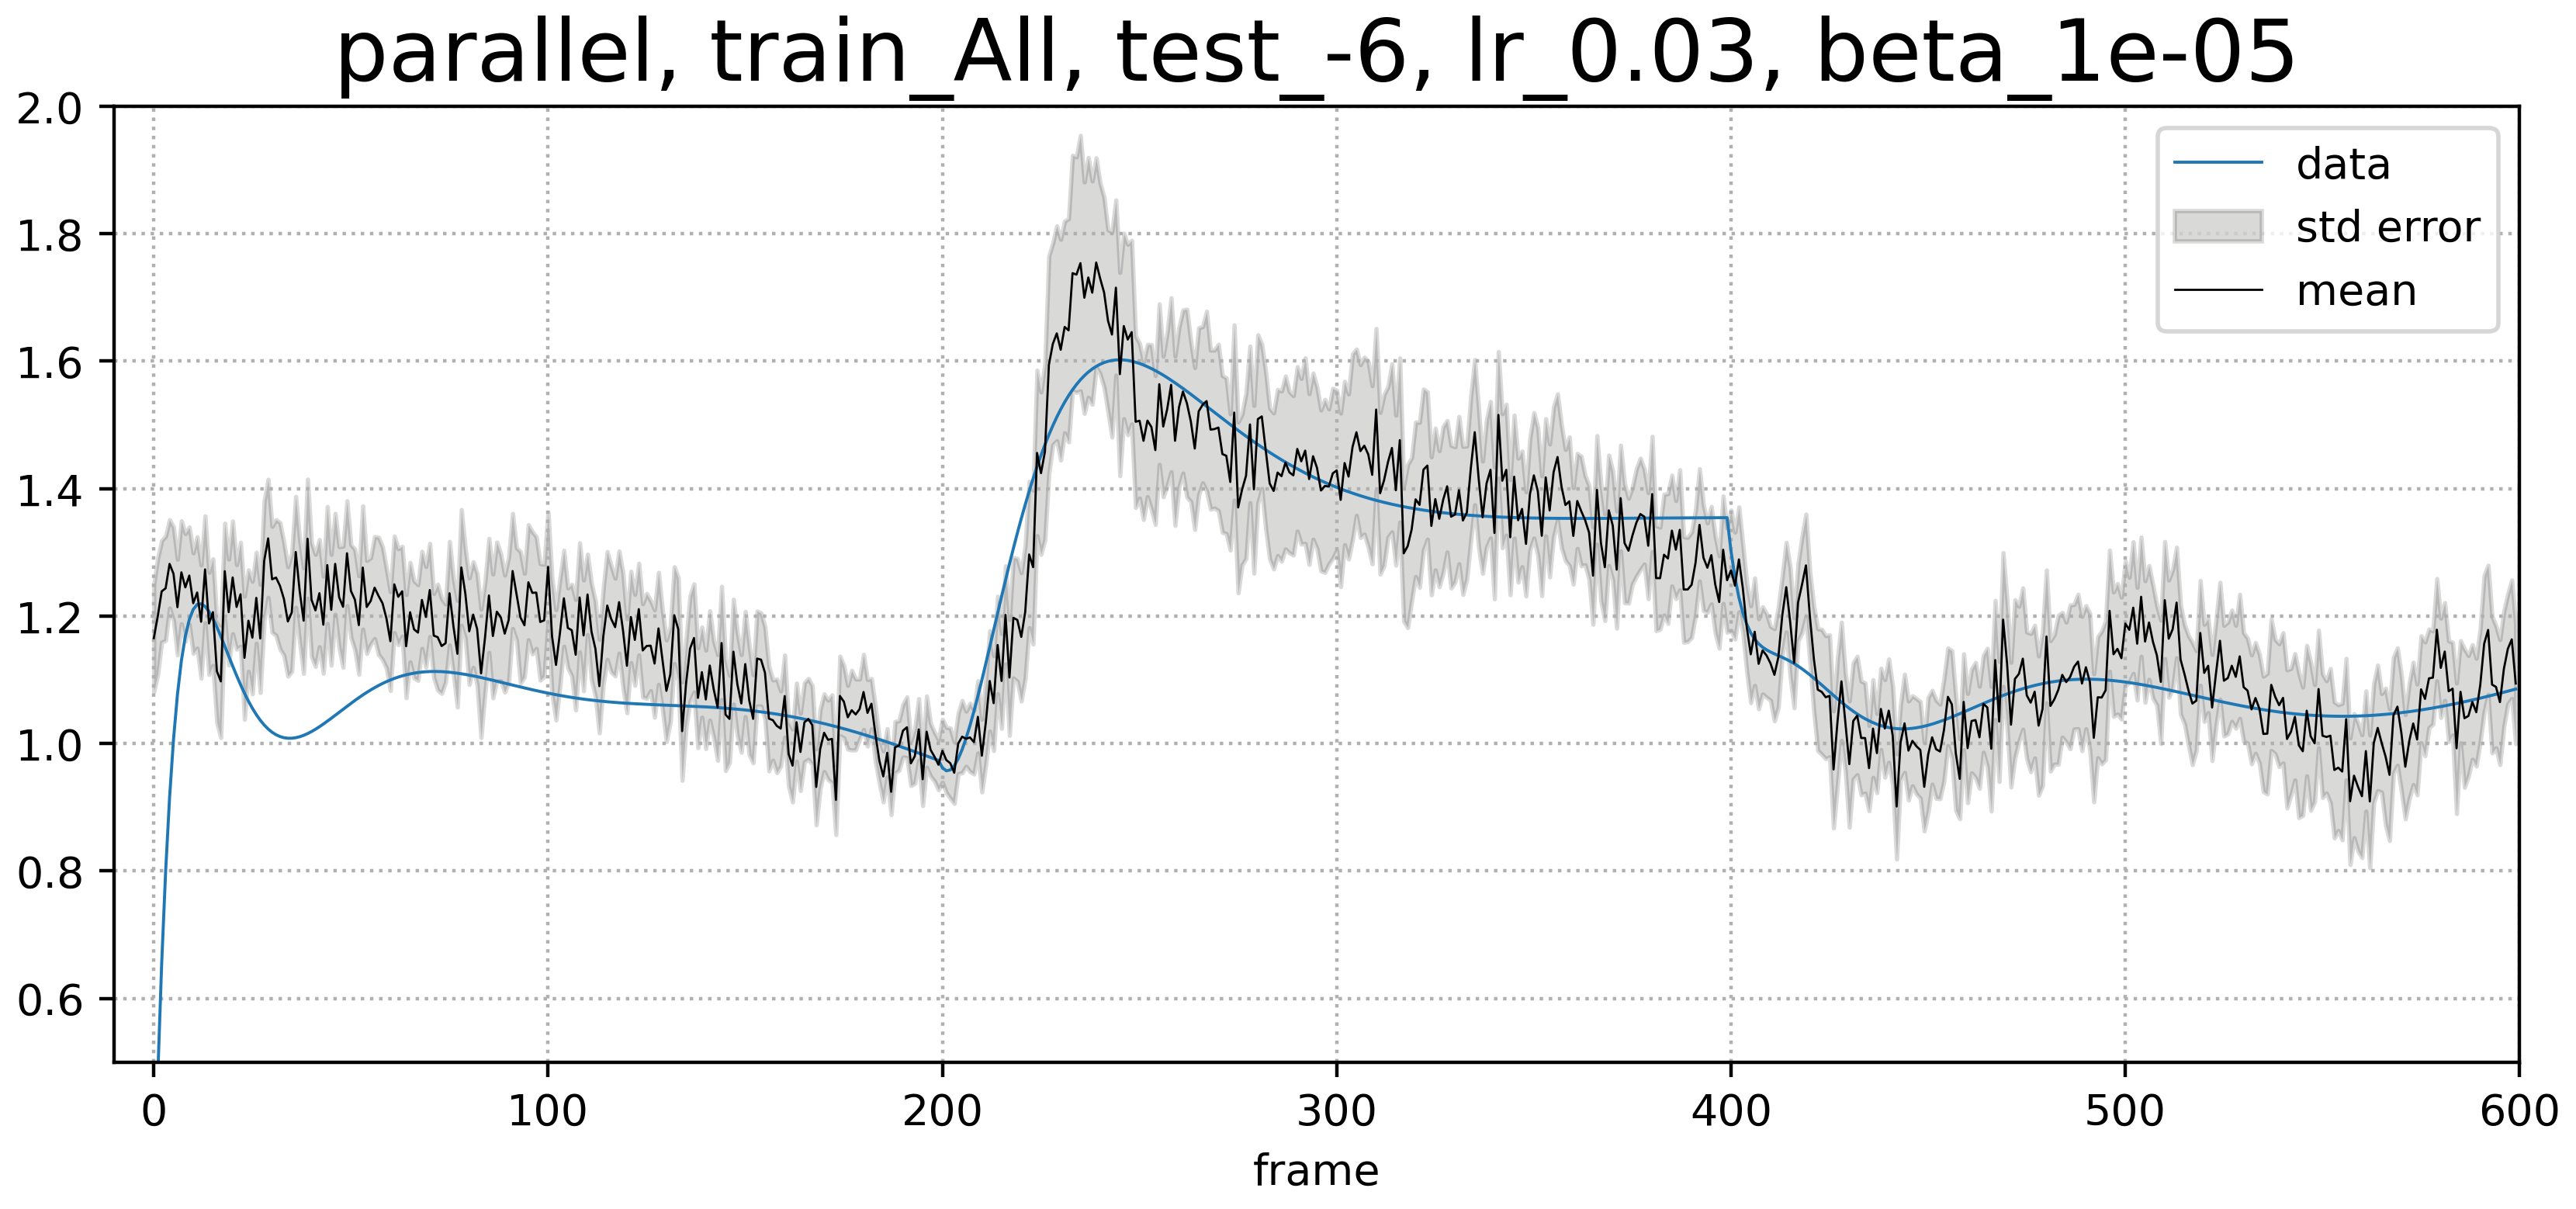 parallel, train_All, test_-6, lr_0.03, beta_1e-05
2.0
1.8
1.6
1.4
1.2
1.0
0.8
0.6
data
std error
mean
0 100 200 300 400 500 600
frame